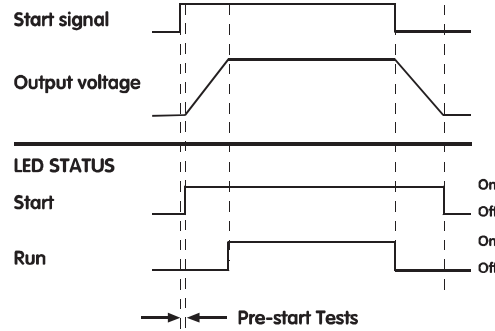 Start signal
Output voltage
LED STATUS
Start
On
Off
Run
On
Off
Pre-start Tests